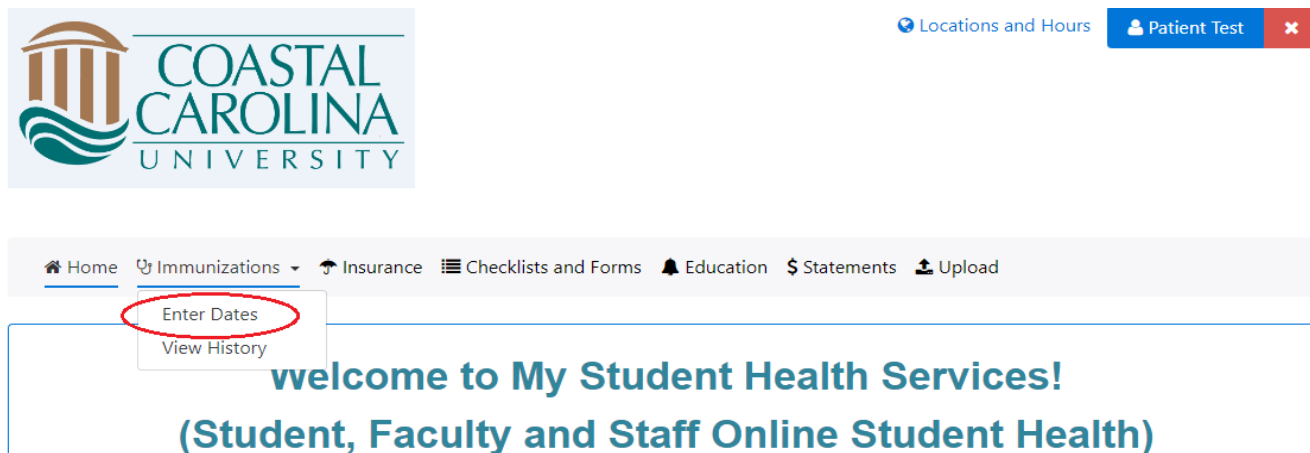 COASTAL
CAROLINA
UNIVERSITY
Locations and Hours Patient Test
Home Immunizations Insurance Checklists and Forms Education $ Statements Upload
Enter Dates
View History
Welcome to My Student Health Services!
(Student, Faculty and Staff Online Student Health)